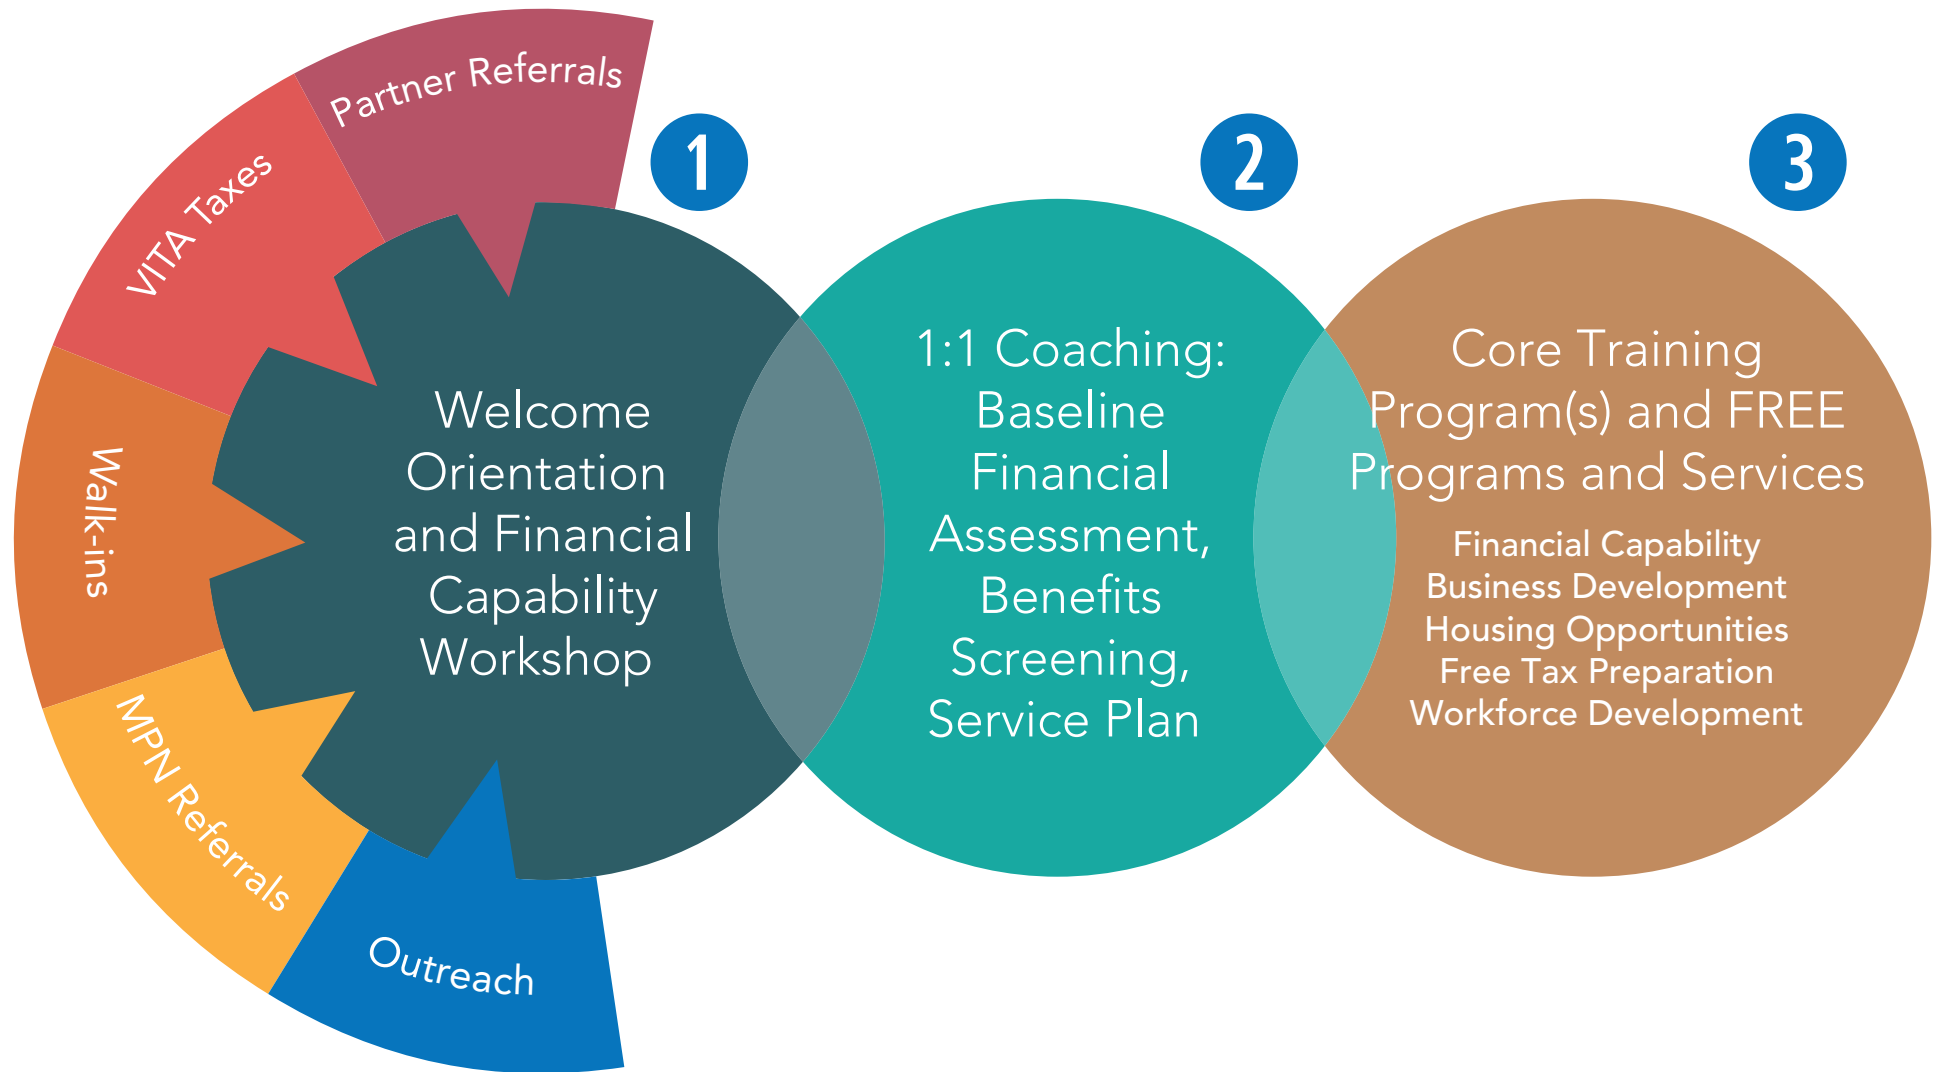 Partner Referrals
VITA Taxes
Walk-ins
MPN Referrals
Outreach
1
Welcome
Orientation
and Financial
Capability
Workshop
2
1:1 Coaching:
Baseline
Financial
Assessment,
Benefits
Screening,
Service Plan
3
Core Training
Program(s) and FREE
Programs and Services
Financial Capability
Business Development
Housing Opportunities
Free Tax Preparation
Workforce Development